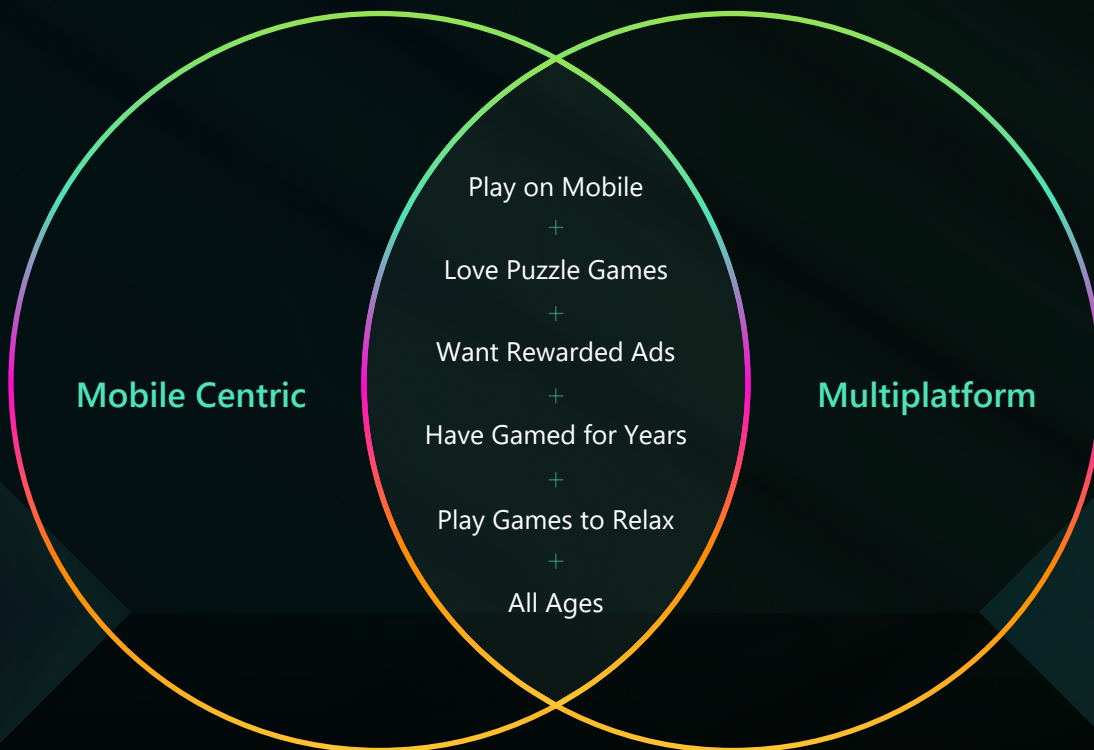 Play on Mobile
+
Love Puzzle Games
+
Want Rewarded Ads
+
Mobile Centric
Multiplatform
Have Gamed for Years
+
Play Games to Relax
+
All Ages